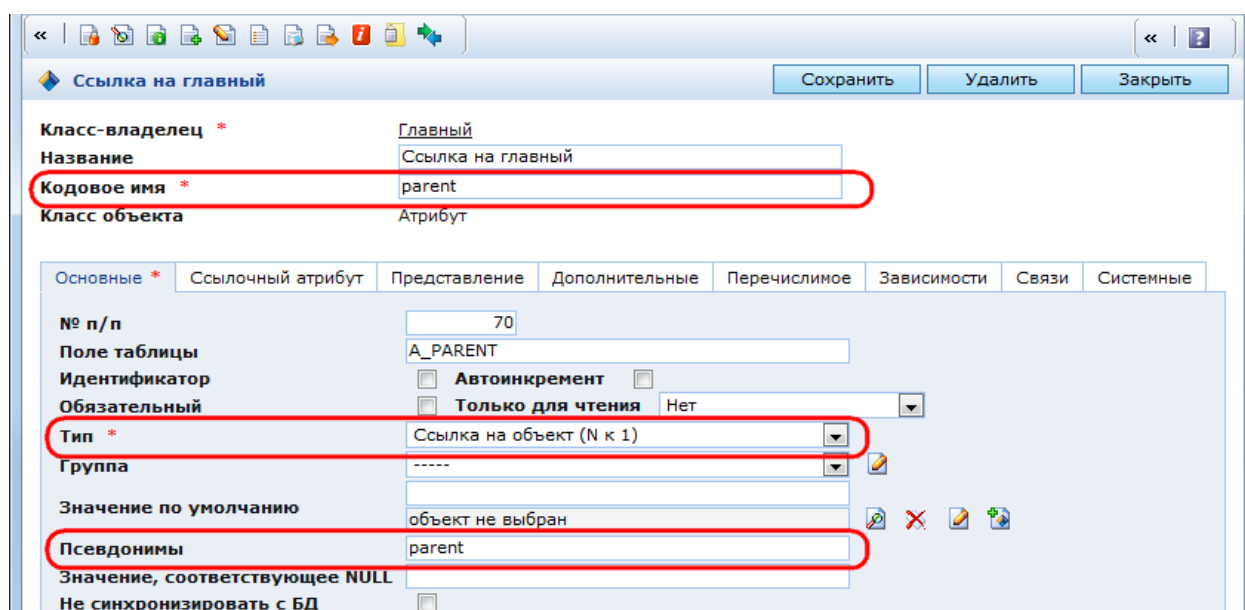 «
«
?
Ссылка на главный Сохранить Удалить Закрыть
Класс-владелец * Главный
Название Ссылка на главный
Кодовое имя * parent
Класс объекта Атрибут
Основные * Ссылочный атрибут Представление Дополнительные Перечислимое Зависимости Связи Системные
№ п/п 70
Поле таблицы A_PARENT
Идентификатор Автоинкремент
Обязательный Только для чтения Нет
Тип * Ссылка на объект (N к 1)
Группа -----
Значение по умолчанию
объект не выбран
Псевдонимы parent
Значение, соответствующее NULL
Не синхронизировать с БД